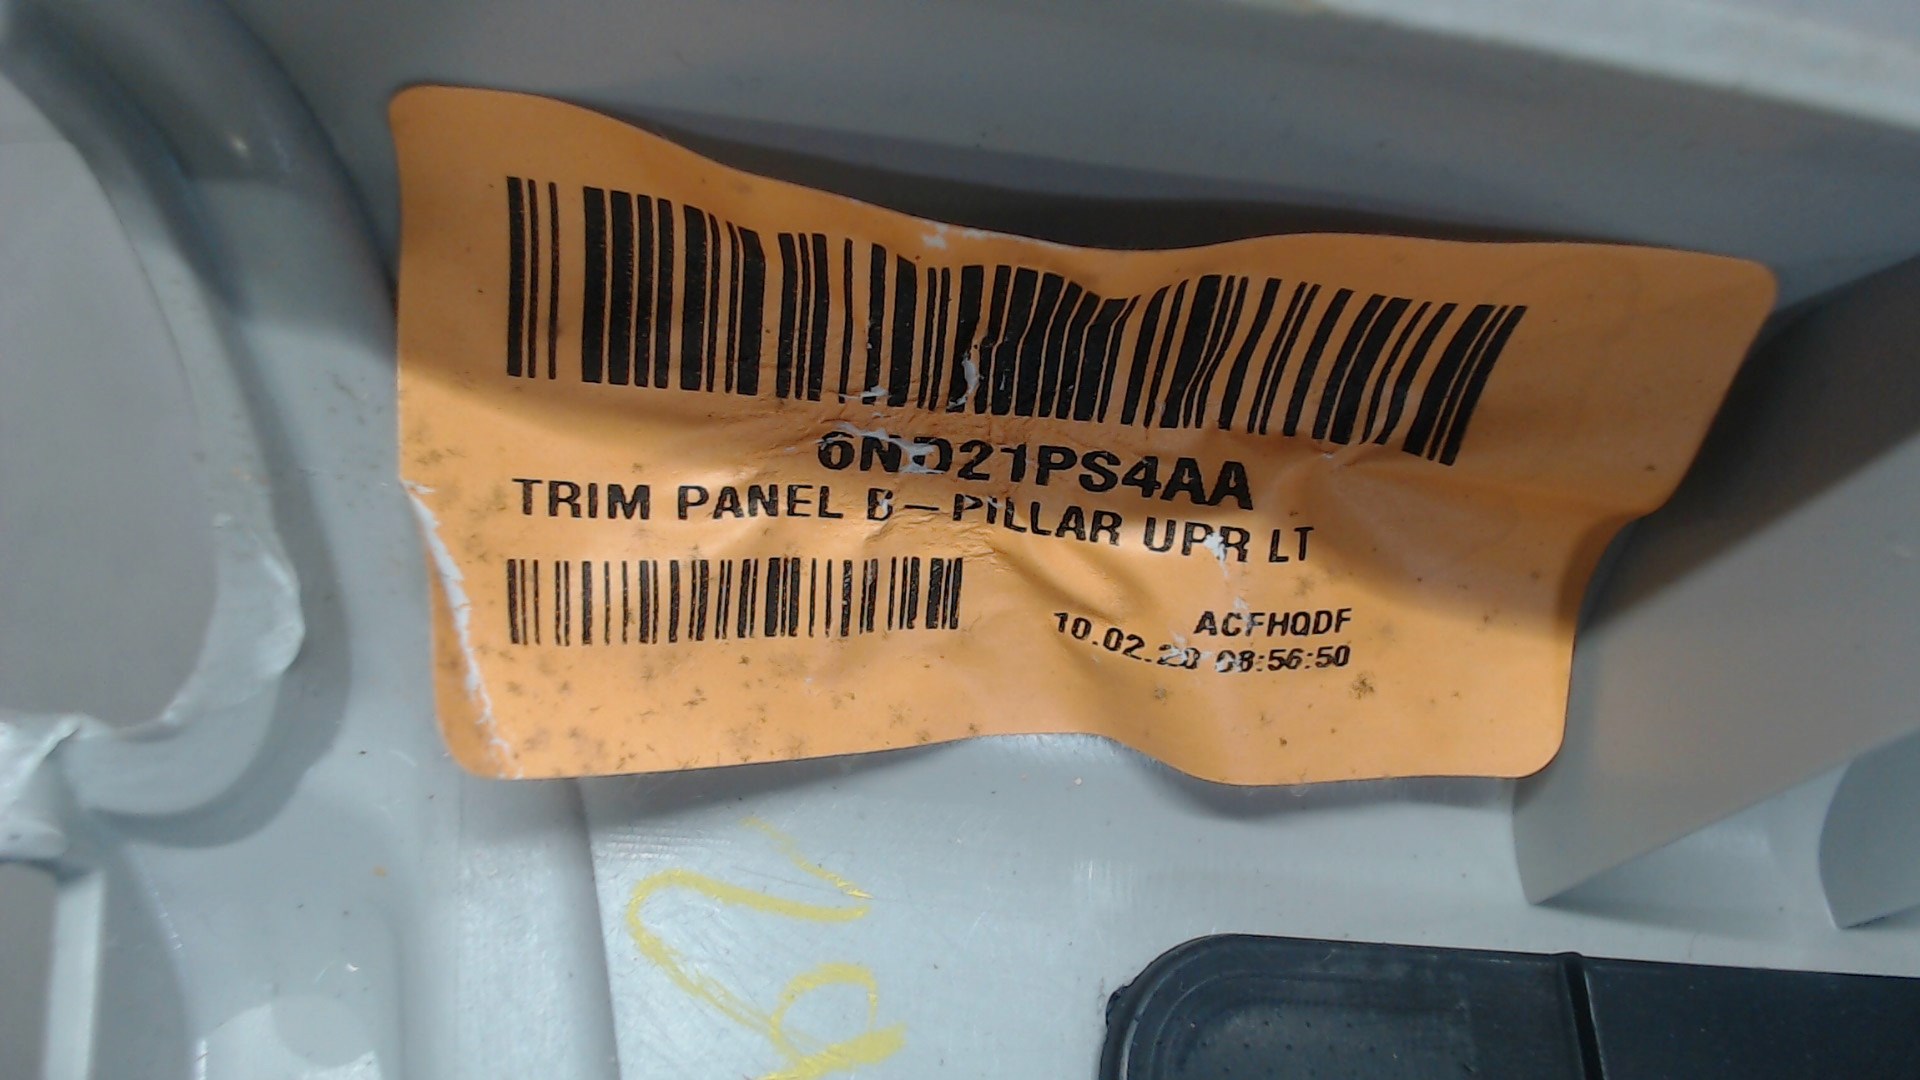 6ND21PS4AA
TRIM PANEL B-PILLAR UPR LT
ACFHQDF
10.02.20 08:56:50